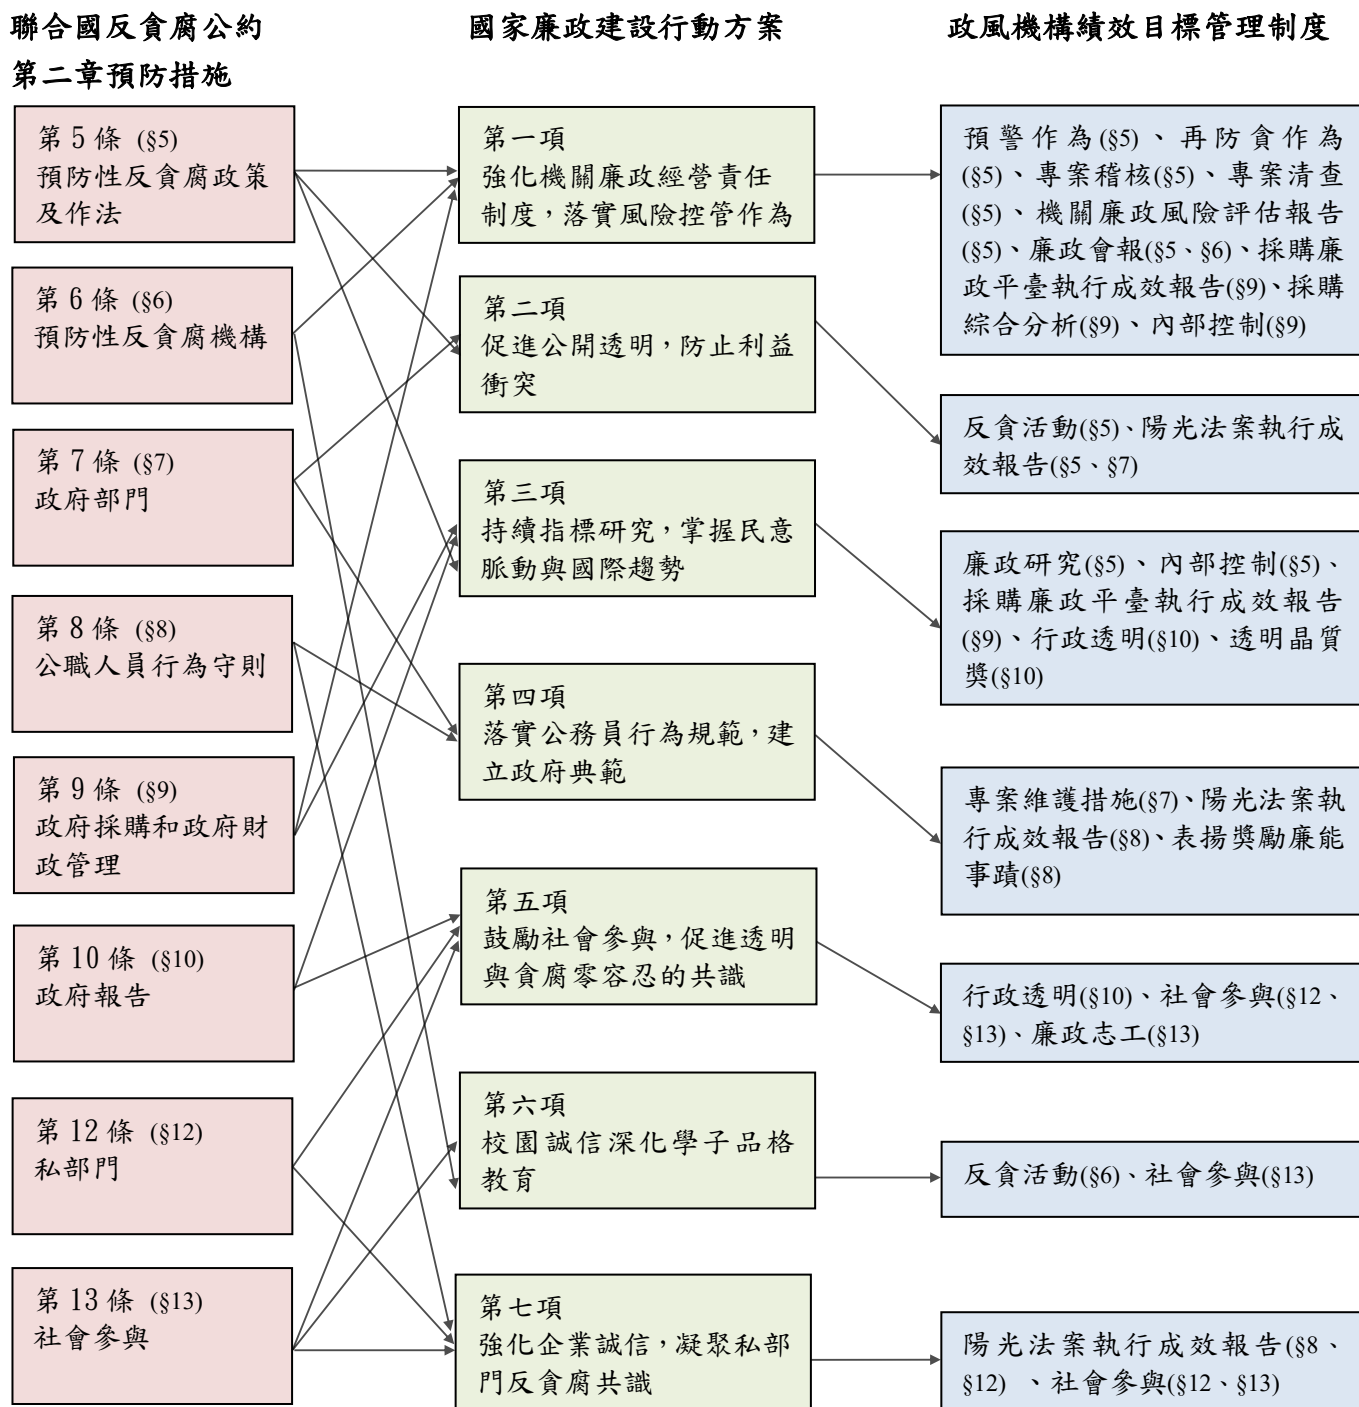 聯合國反貪腐公約
第二章預防措施
國家廉政建設行動方案
政風機構績效目標管理制度
第 5 條 (§5)
預防性反貪腐政策
及作法
第 6 條 (§6)
預防性反貪腐機構
第 7 條 (§7)
政府部門
第 8 條 (§8)
公職人員行為守則
第 9 條 (§9)
政府採購和政府財
政管理
第 10 條 (§10)
政府報告
第 12 條 (§12)
私部門
第 13 條 (§13)
社會參與
第一項
強化機關廉政經營責任
制度，落實風險控管作為
第二項
促進公開透明，防止利益
衝突
第三項
持續指標研究，掌握民意
脈動與國際趨勢
第四項
落實公務員行為規範，建
立政府典範
第五項
鼓勵社會參與，促進透明
與貪腐零容忍的共識
第六項
校園誠信深化學子品格
教育
第七項
強化企業誠信，凝聚私部
門反貪腐共識
預警作為(§5)、再防貪作為
(§5)、專案稽核(§5)、專案清查
(§5)、機關廉政風險評估報告
(§5)、廉政會報(§5、§6)、採購廉
政平臺執行成效報告(§9)、採購
綜合分析(§9)、內部控制(§9)
反貪活動(§5)、陽光法案執行成
效報告(§5、§7)
廉政研究(§5)、內部控制(§5)、
採購廉政平臺執行成效報告
(§9)、行政透明(§10)、透明晶質
獎(§10)
專案維護措施(§7)、陽光法案執
行成效報告(§8)、表揚獎勵廉能
事蹟(§8)
行政透明(§10)、社會參與(§12、
§13)、廉政志工(§13)
反貪活動(§6)、社會參與(§13)
陽光法案執行成效報告(§8、
§12) 、社會參與(§12、§13)